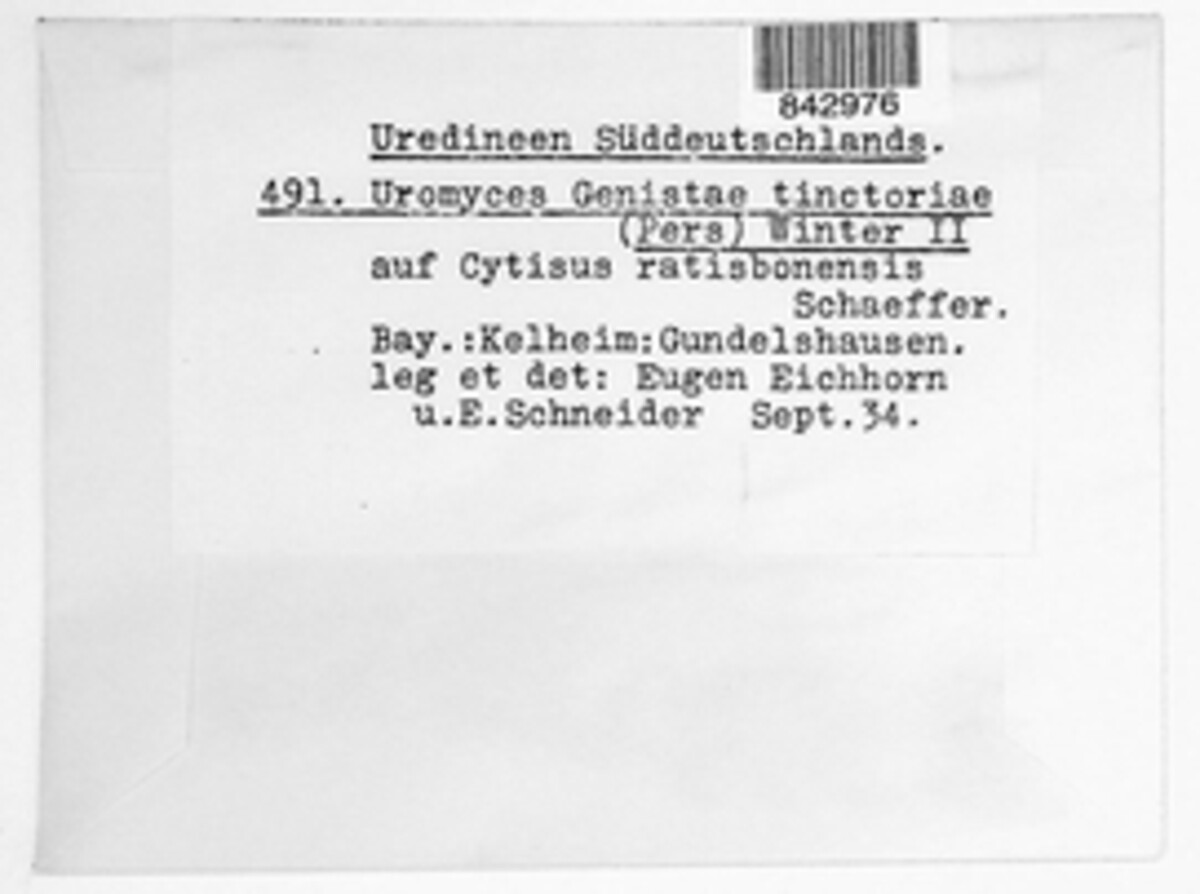 842976
Uredineen Süddeutschlands.
491. Uromyces Genistae tinctoriae
(Pers) Winter II
auf Cytisus ratisbonensis
Schaeffer.
Bay.:Kelheim:Gundelshausen.
leg et det: Eugen Eichhorn
u.E.Schneider Sept.34.